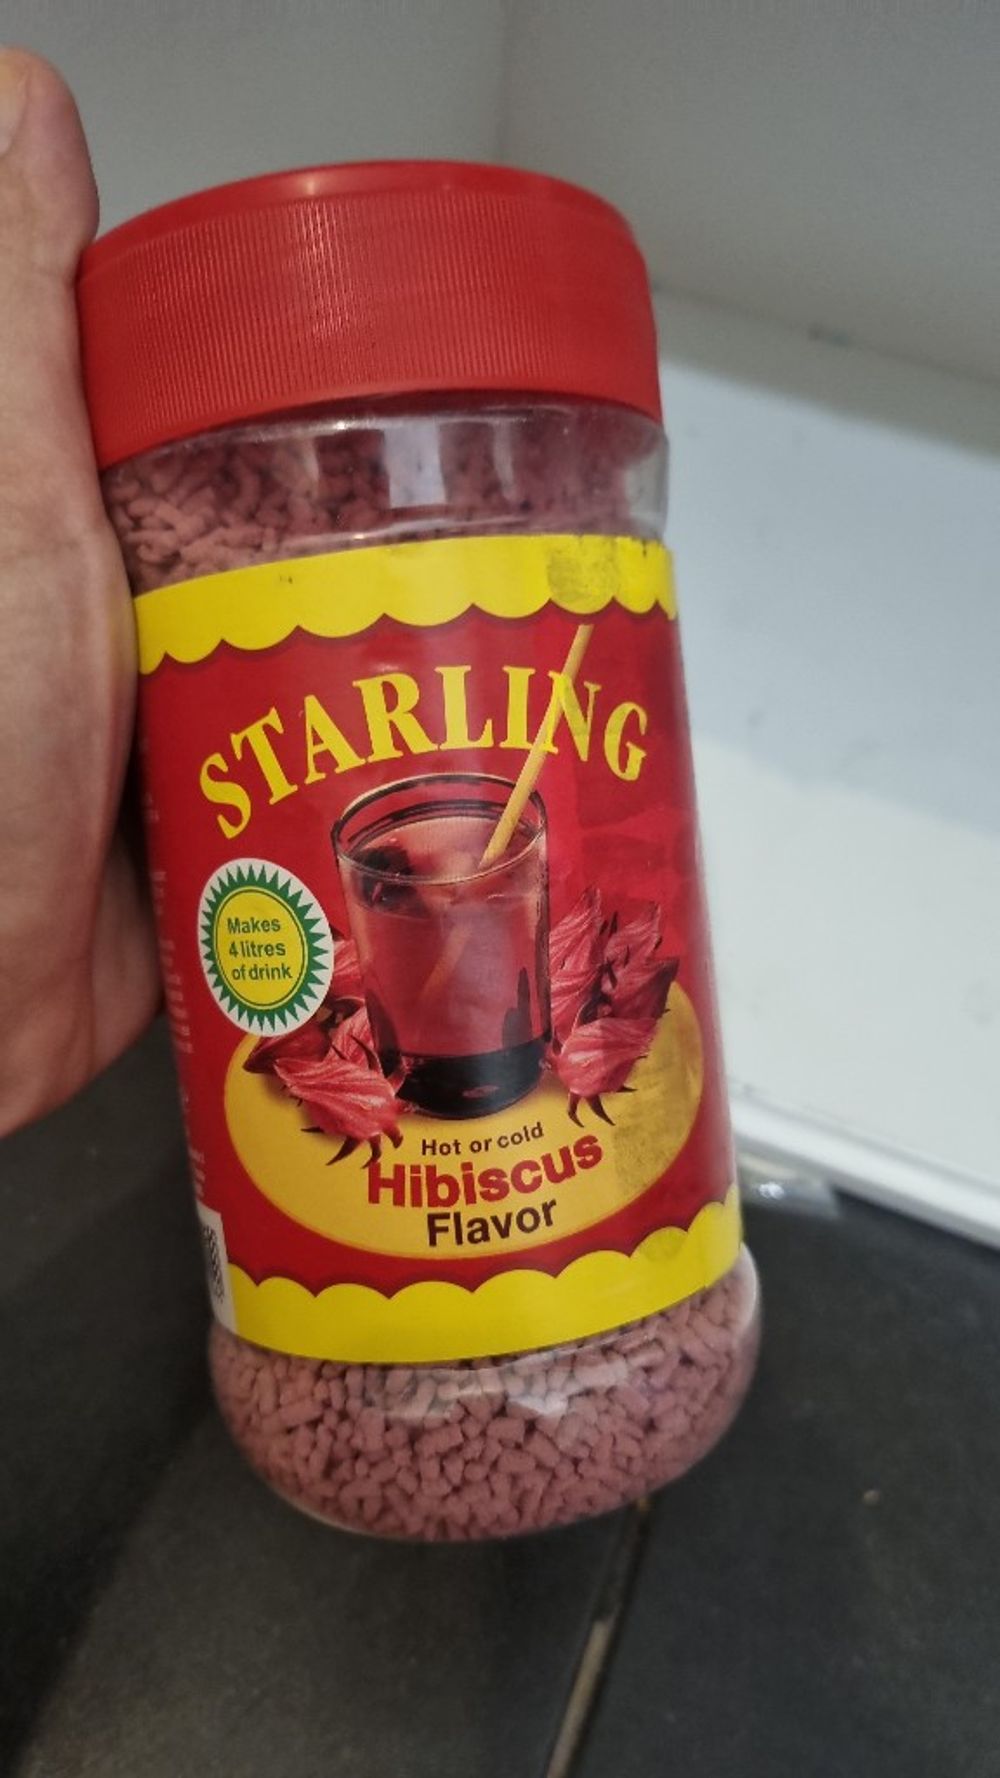 STARLING
Makes
4 litres
of drink
Hot or cold
Hibiscus
Flavor